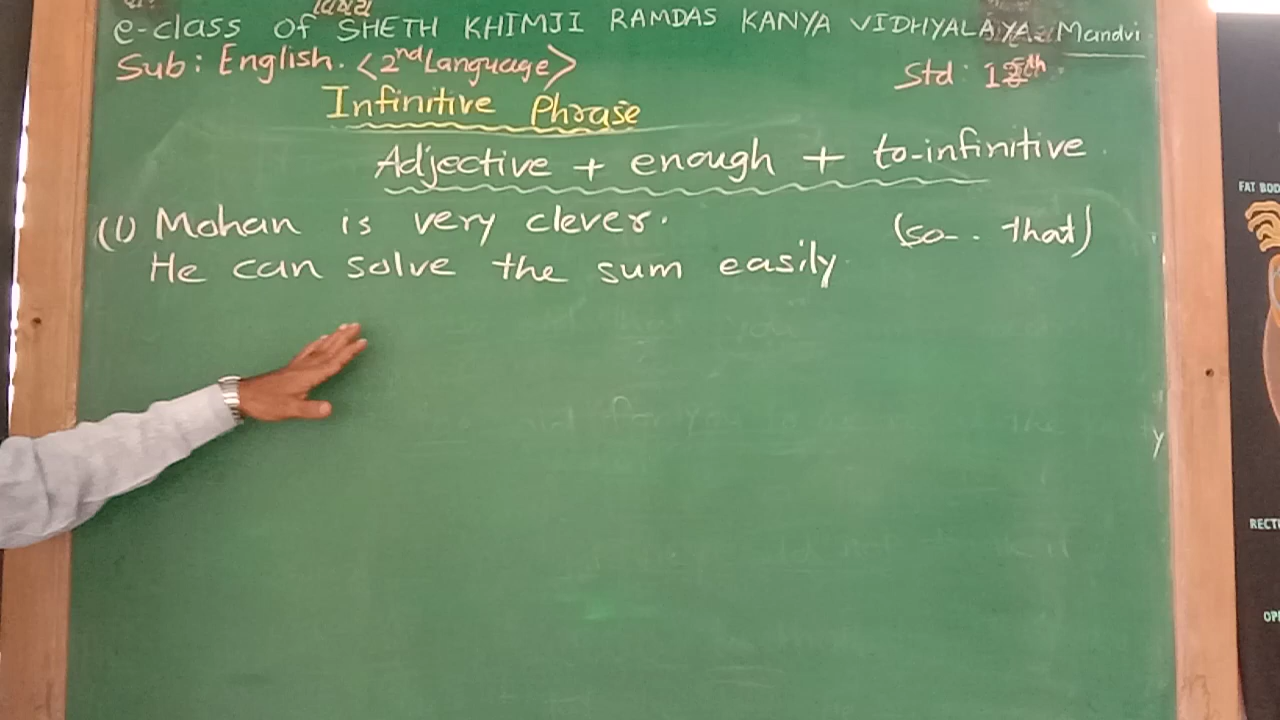 e-class of SHETH KHIMJI RAMDAS KANYA VIDHYALAYA - Mandvi
Sub: English. <2nd Language>
Std: 12th
Infinitive Phrase
Adjective + enough + to-infinitive
(1) Mohan is very clever. (so-. that)
He can solve the sum easily
FAT BOD
RECT
OP
y